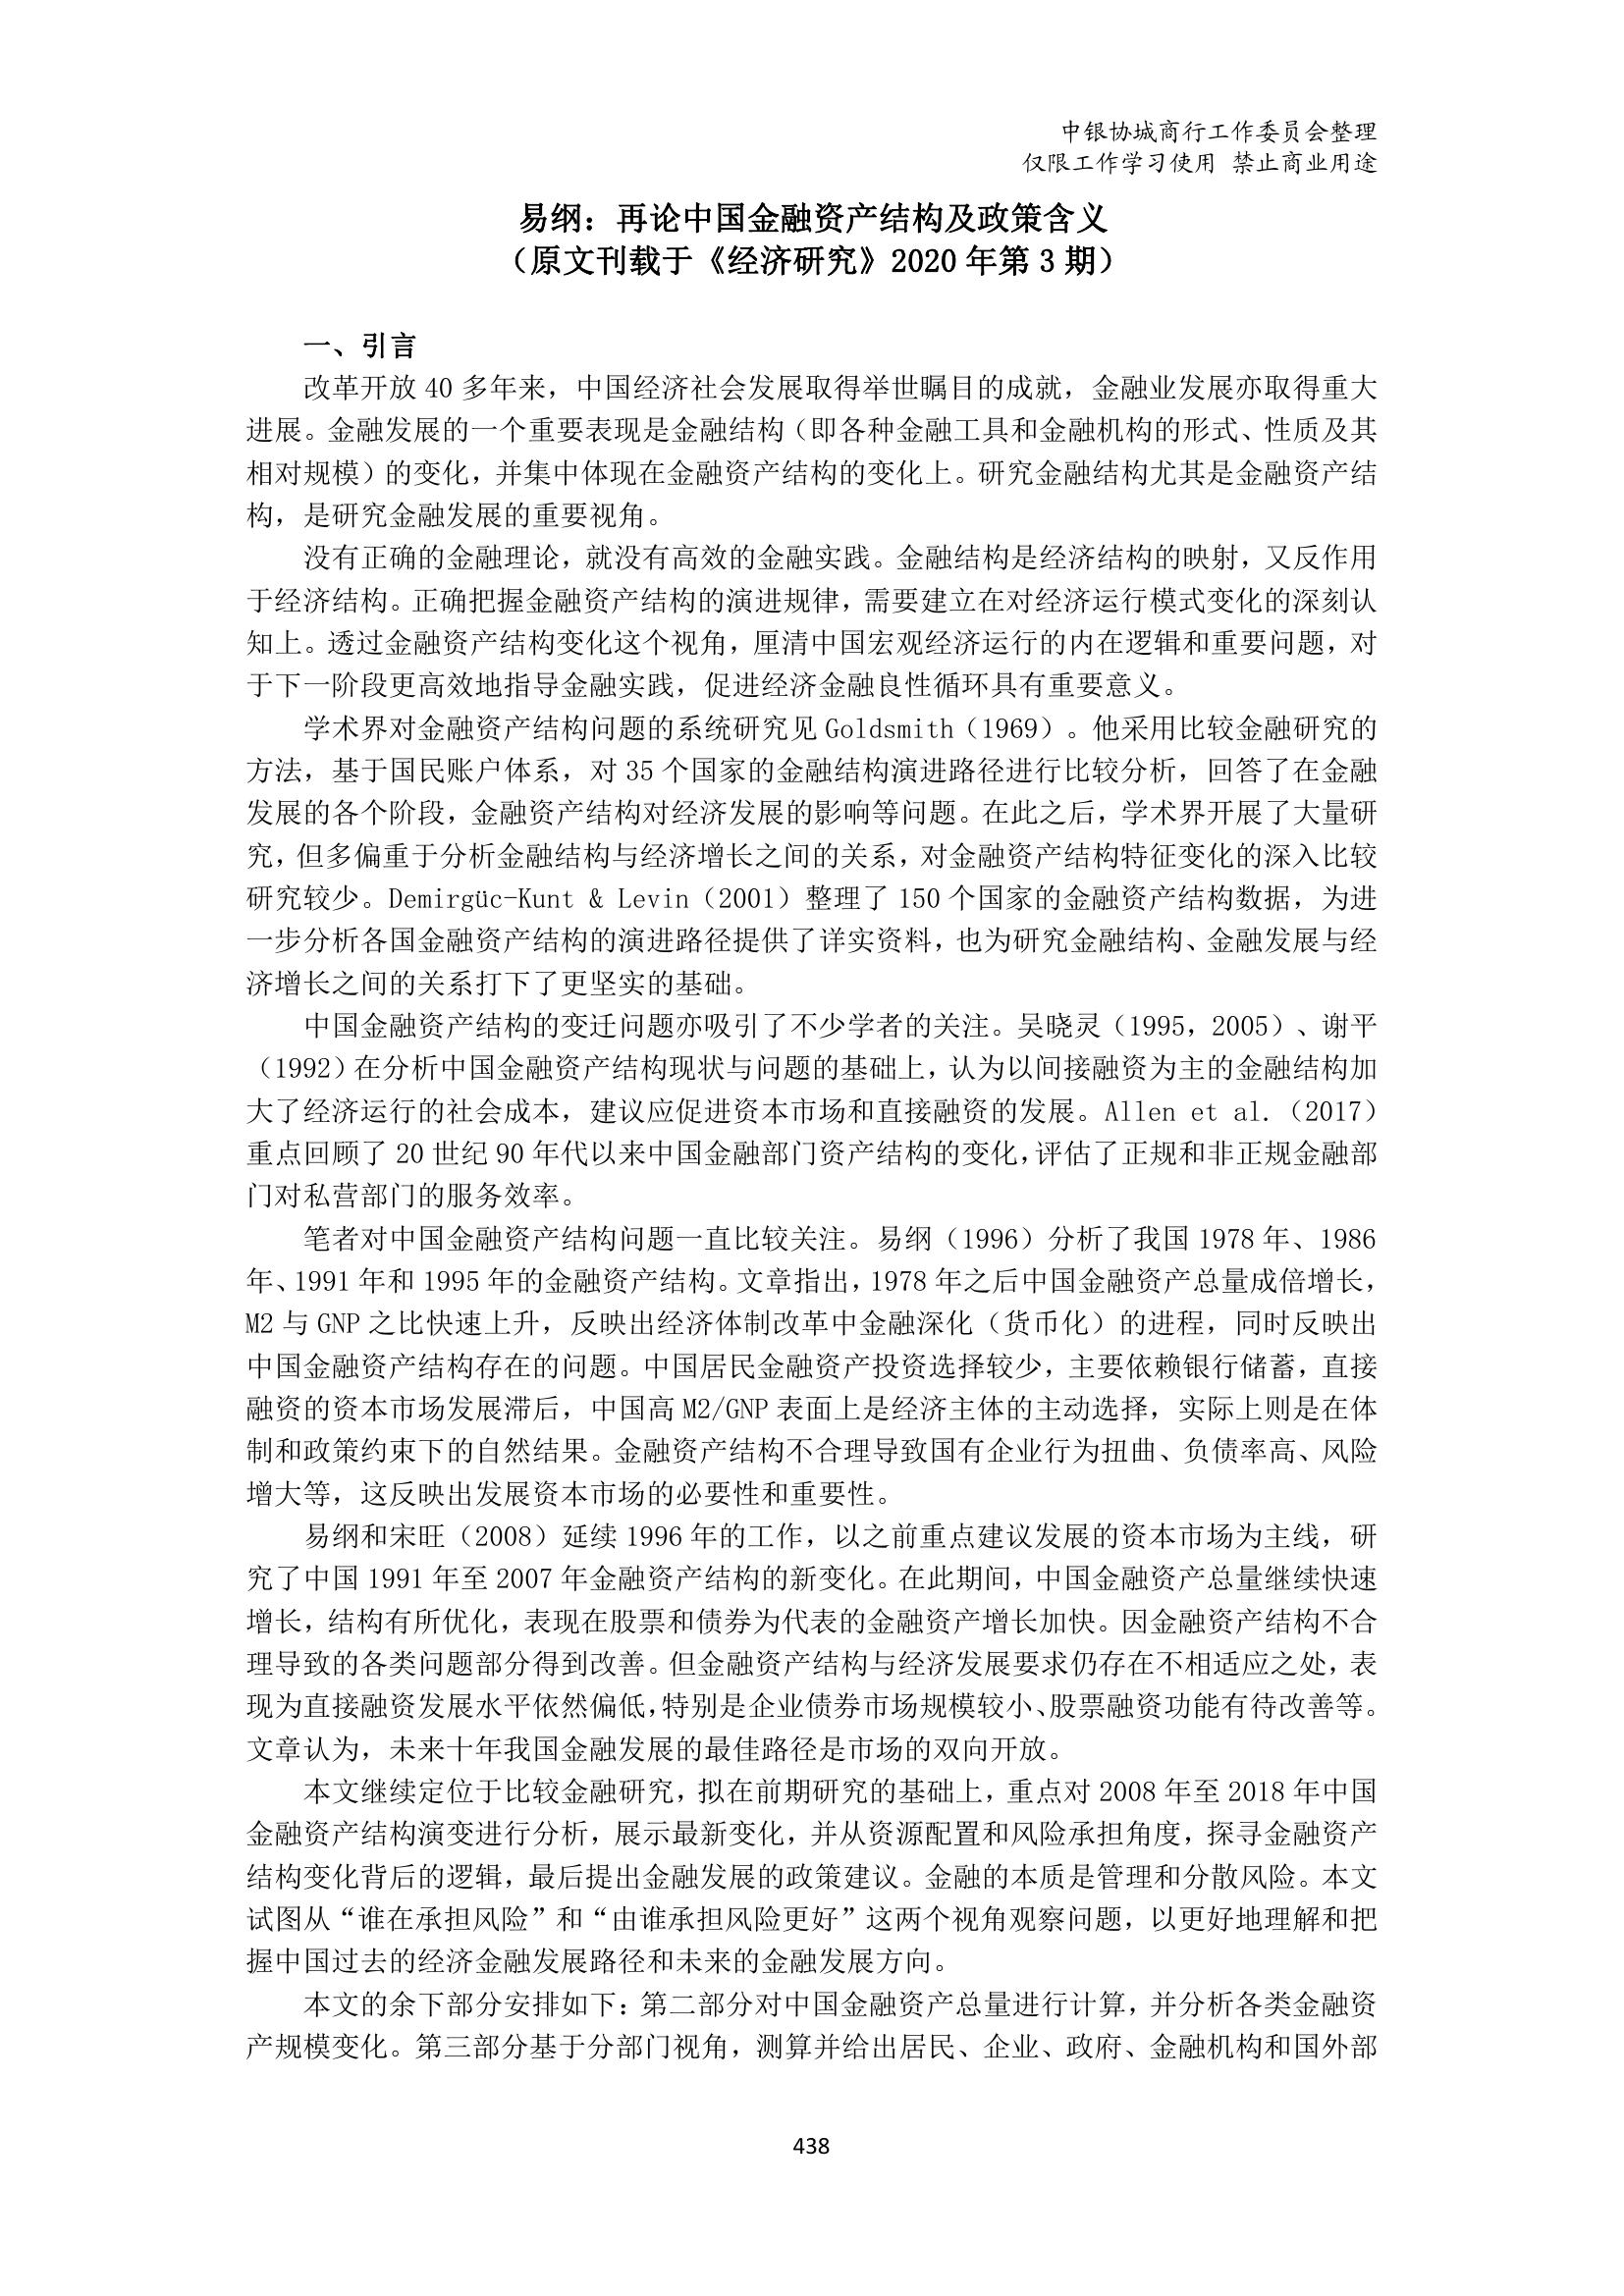 中银协城商行工作委员会整理
仅限工作学习使用 禁止商业用途
易纲：再论中国金融资产结构及政策含义
（原文刊载于《经济研究》2020 年第 3 期）
一、引言
改革开放 40 多年来，中国经济社会发展取得举世瞩目的成就，金融业发展亦取得重大
进展。金融发展的一个重要表现是金融结构（即各种金融工具和金融机构的形式、性质及其
相对规模）的变化，并集中体现在金融资产结构的变化上。研究金融结构尤其是金融资产结
构，是研究金融发展的重要视角。
没有正确的金融理论，就没有高效的金融实践。金融结构是经济结构的映射，又反作用
于经济结构。正确把握金融资产结构的演进规律，需要建立在对经济运行模式变化的深刻认
知上。透过金融资产结构变化这个视角，厘清中国宏观经济运行的内在逻辑和重要问题，对
于下一阶段更高效地指导金融实践，促进经济金融良性循环具有重要意义。
学术界对金融资产结构问题的系统研究见 Goldsmith（1969）。他采用比较金融研究的
方法，基于国民账户体系，对 35 个国家的金融结构演进路径进行比较分析，回答了在金融
发展的各个阶段，金融资产结构对经济发展的影响等问题。在此之后，学术界开展了大量研
究，但多偏重于分析金融结构与经济增长之间的关系，对金融资产结构特征变化的深入比较
研究较少。Demirgüc-Kunt & Levin（2001）整理了 150 个国家的金融资产结构数据，为进
一步分析各国金融资产结构的演进路径提供了详实资料，也为研究金融结构、金融发展与经
济增长之间的关系打下了更坚实的基础。
中国金融资产结构的变迁问题亦吸引了不少学者的关注。吴晓灵（1995，2005）、谢平
（1992）在分析中国金融资产结构现状与问题的基础上，认为以间接融资为主的金融结构加
大了经济运行的社会成本，建议应促进资本市场和直接融资的发展。Allen et al.（2017）
重点回顾了 20 世纪 90 年代以来中国金融部门资产结构的变化，评估了正规和非正规金融部
门对私营部门的服务效率。
笔者对中国金融资产结构问题一直比较关注。易纲（1996）分析了我国 1978 年、1986
年、1991 年和 1995 年的金融资产结构。文章指出，1978 年之后中国金融资产总量成倍增长，
M2 与 GNP 之比快速上升，反映出经济体制改革中金融深化（货币化）的进程，同时反映出
中国金融资产结构存在的问题。中国居民金融资产投资选择较少，主要依赖银行储蓄，直接
融资的资本市场发展滞后，中国高 M2/GNP 表面上是经济主体的主动选择，实际上则是在体
制和政策约束下的自然结果。金融资产结构不合理导致国有企业行为扭曲、负债率高、风险
增大等，这反映出发展资本市场的必要性和重要性。
易纲和宋旺（2008）延续 1996 年的工作，以之前重点建议发展的资本市场为主线，研
究了中国 1991 年至 2007 年金融资产结构的新变化。在此期间，中国金融资产总量继续快速
增长，结构有所优化，表现在股票和债券为代表的金融资产增长加快。因金融资产结构不合
理导致的各类问题部分得到改善。但金融资产结构与经济发展要求仍存在不相适应之处，表
现为直接融资发展水平依然偏低，特别是企业债券市场规模较小、股票融资功能有待改善等。
文章认为，未来十年我国金融发展的最佳路径是市场的双向开放。
本文继续定位于比较金融研究，拟在前期研究的基础上，重点对 2008 年至 2018 年中国
金融资产结构演变进行分析，展示最新变化，并从资源配置和风险承担角度，探寻金融资产
结构变化背后的逻辑，最后提出金融发展的政策建议。金融的本质是管理和分散风险。本文
试图从“谁在承担风险”和“由谁承担风险更好”这两个视角观察问题，以更好地理解和把
握中国过去的经济金融发展路径和未来的金融发展方向。
本文的余下部分安排如下：第二部分对中国金融资产总量进行计算，并分析各类金融资
产规模变化。第三部分基于分部门视角，测算并给出居民、企业、政府、金融机构和国外部
438